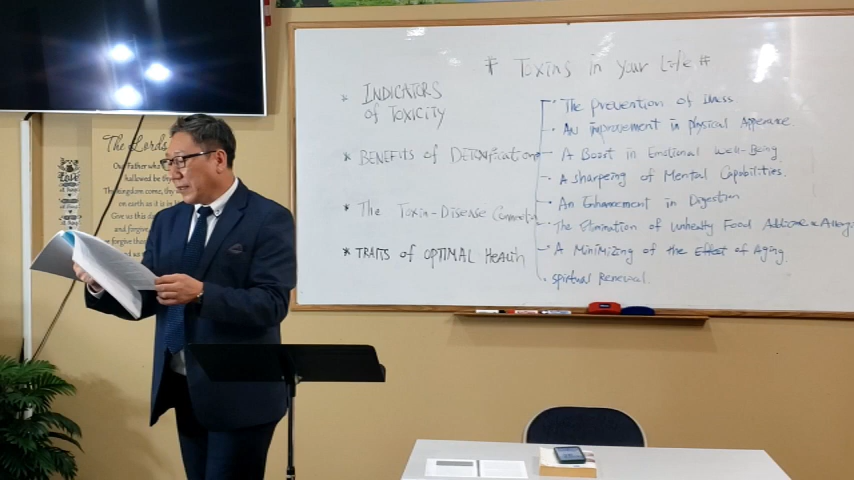 The Lord's
Our Father who
hallowed be
kingdom come, thy
on earth as it is in
Give us this
and forgive
forgive
# Toxins in your Life #
* INDICATORS
of TOXICITY
* BENEFITS of DETOXification
* The Toxin-Disease
* TRAITS of OPTIMAL HEALTH
• The prevention of illness
• An improvement in physical Apperance.
• A Boost in Emotional Well-Being
• A sharpeing of Mental Capabilities.
• An Enhancement in Digestion
• The Elimination of Unhealthy Food
• A Minimizing of the Effect of Aging.
• spiritual Renewal.